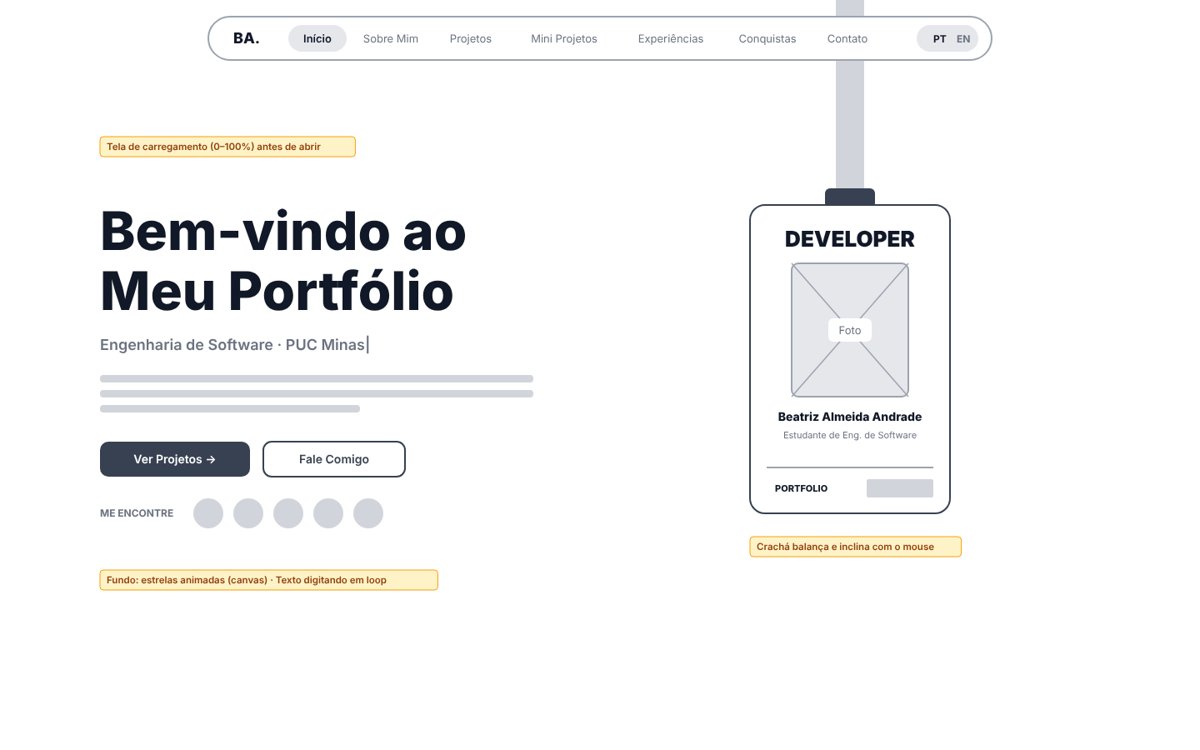 BA.
Início
Sobre Mim
Projetos
Mini Projetos
Experiências
Conquistas
Contato
PT EN
Tela de carregamento (0–100%) antes de abrir
Bem-vindo ao
Meu Portfólio
Engenharia de Software · PUC Minas|
Ver Projetos →
Fale Comigo
ME ENCONTRE
Fundo: estrelas animadas (canvas) · Texto digitando em loop
DEVELOPER
Foto
Beatriz Almeida Andrade
Estudante de Eng. de Software
PORTFOLIO
Crachá balança e inclina com o mouse